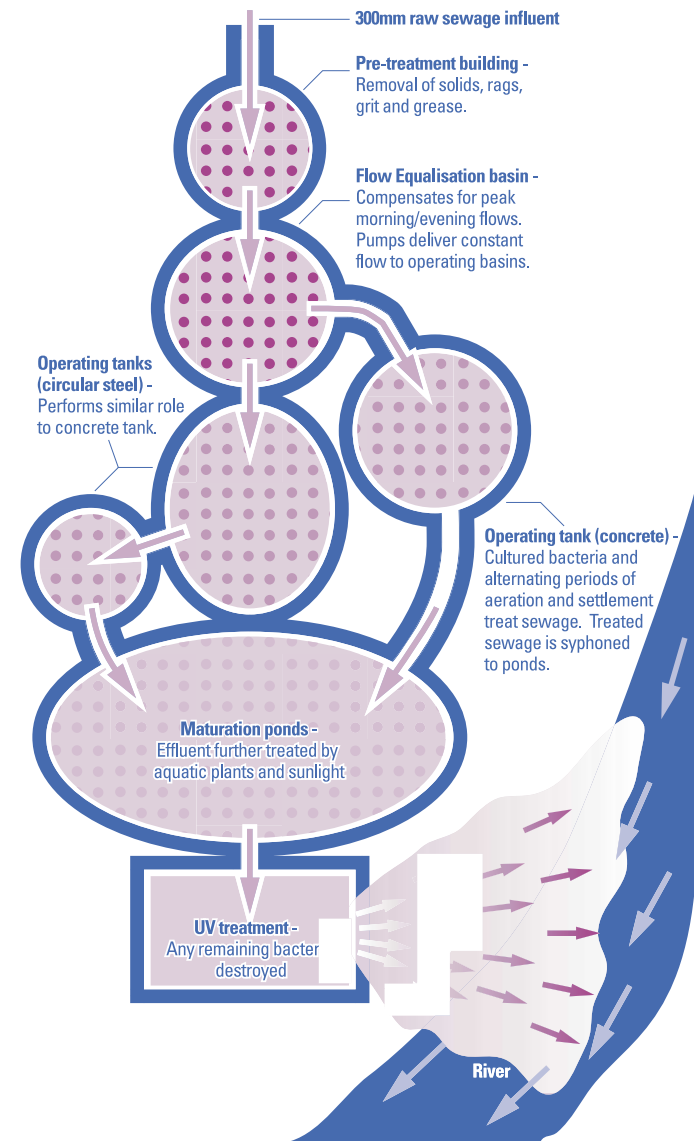 300mm raw sewage influent
Pre-treatment building -
Removal of solids, rags,
grit and grease.
Flow Equalisation basin -
Compensates for peak
morning/evening flows.
Pumps deliver constant
flow to operating basins.
Operating tanks
(circular steel) -
Performs similar role
to concrete tank.
Operating tank (concrete) -
Cultured bacteria and
alternating periods of
aeration and settlement
treat sewage. Treated
sewage is syphoned
to ponds.
Maturation ponds -
Effluent further treated by
aquatic plants and sunlight
UV treatment -
Any remaining
destroyed
River